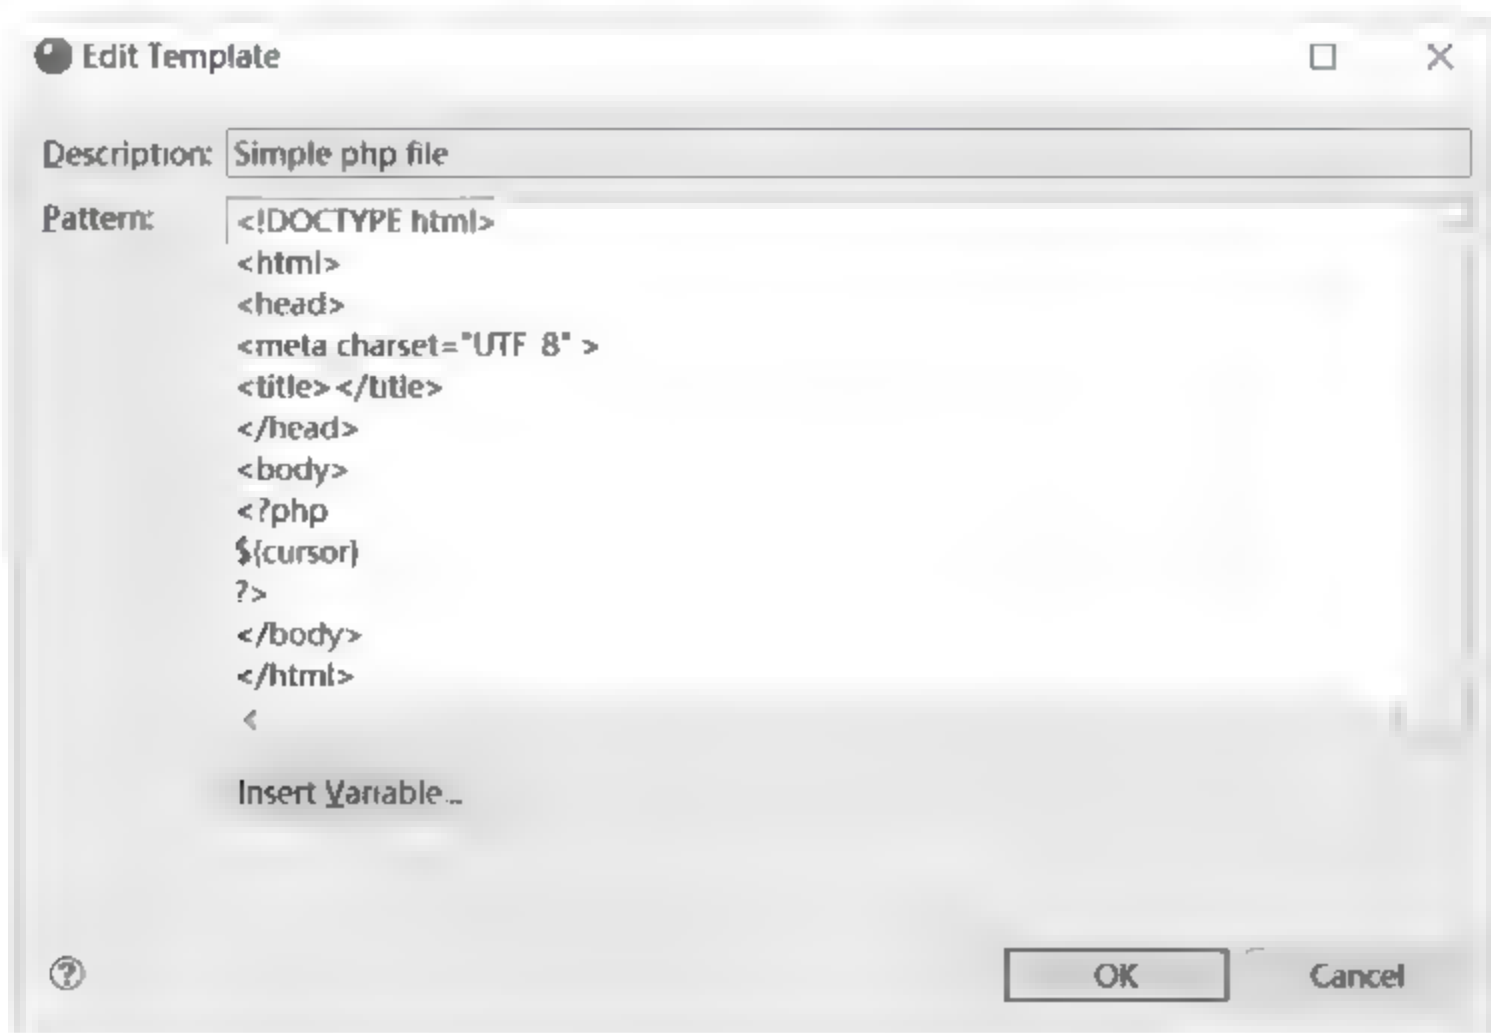 Edit Template
Description: Simple php file
Pattern: <!DOCTYPE html>
<html>
<head>
<meta charset="UTF 8" >
<title></title>
</head>
<body>
<?php
${cursor}
?>
</body>
</html>
<
Insert Variable...
OK Cancel